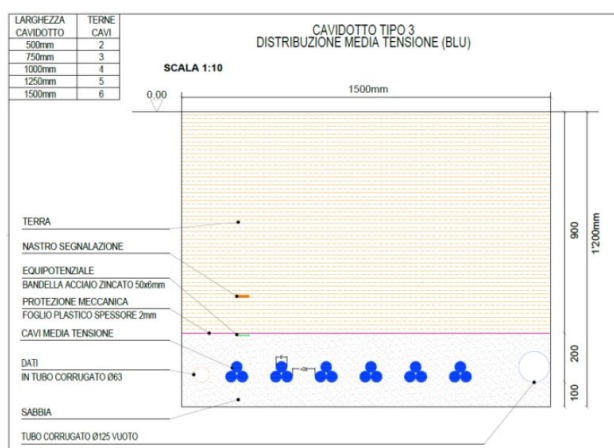 LARGHEZZA CAVIDOTTO TERNE CAVI
500mm 2
750mm 3
1000mm 4
1250mm 5
1500mm 6
CAVIDOTTO TIPO 3
DISTRIBUZIONE MEDIA TENSIONE (BLU)
SCALA 1:10
0.00
1500mm
TERRA
NASTRO SEGNALAZIONE
EQUIPOTENZIALE
BANDELLA ACCIAIO ZINCATO 50x6mm
PROTEZIONE MECCANICA
FOGLIO PLASTICO SPESSORE 2mm
CAVI MEDIA TENSIONE
DATI
IN TUBO CORRUGATO Ø63
SABBIA
TUBO CORRUGATO Ø125 VUOTO
900
200
100
1'200mm